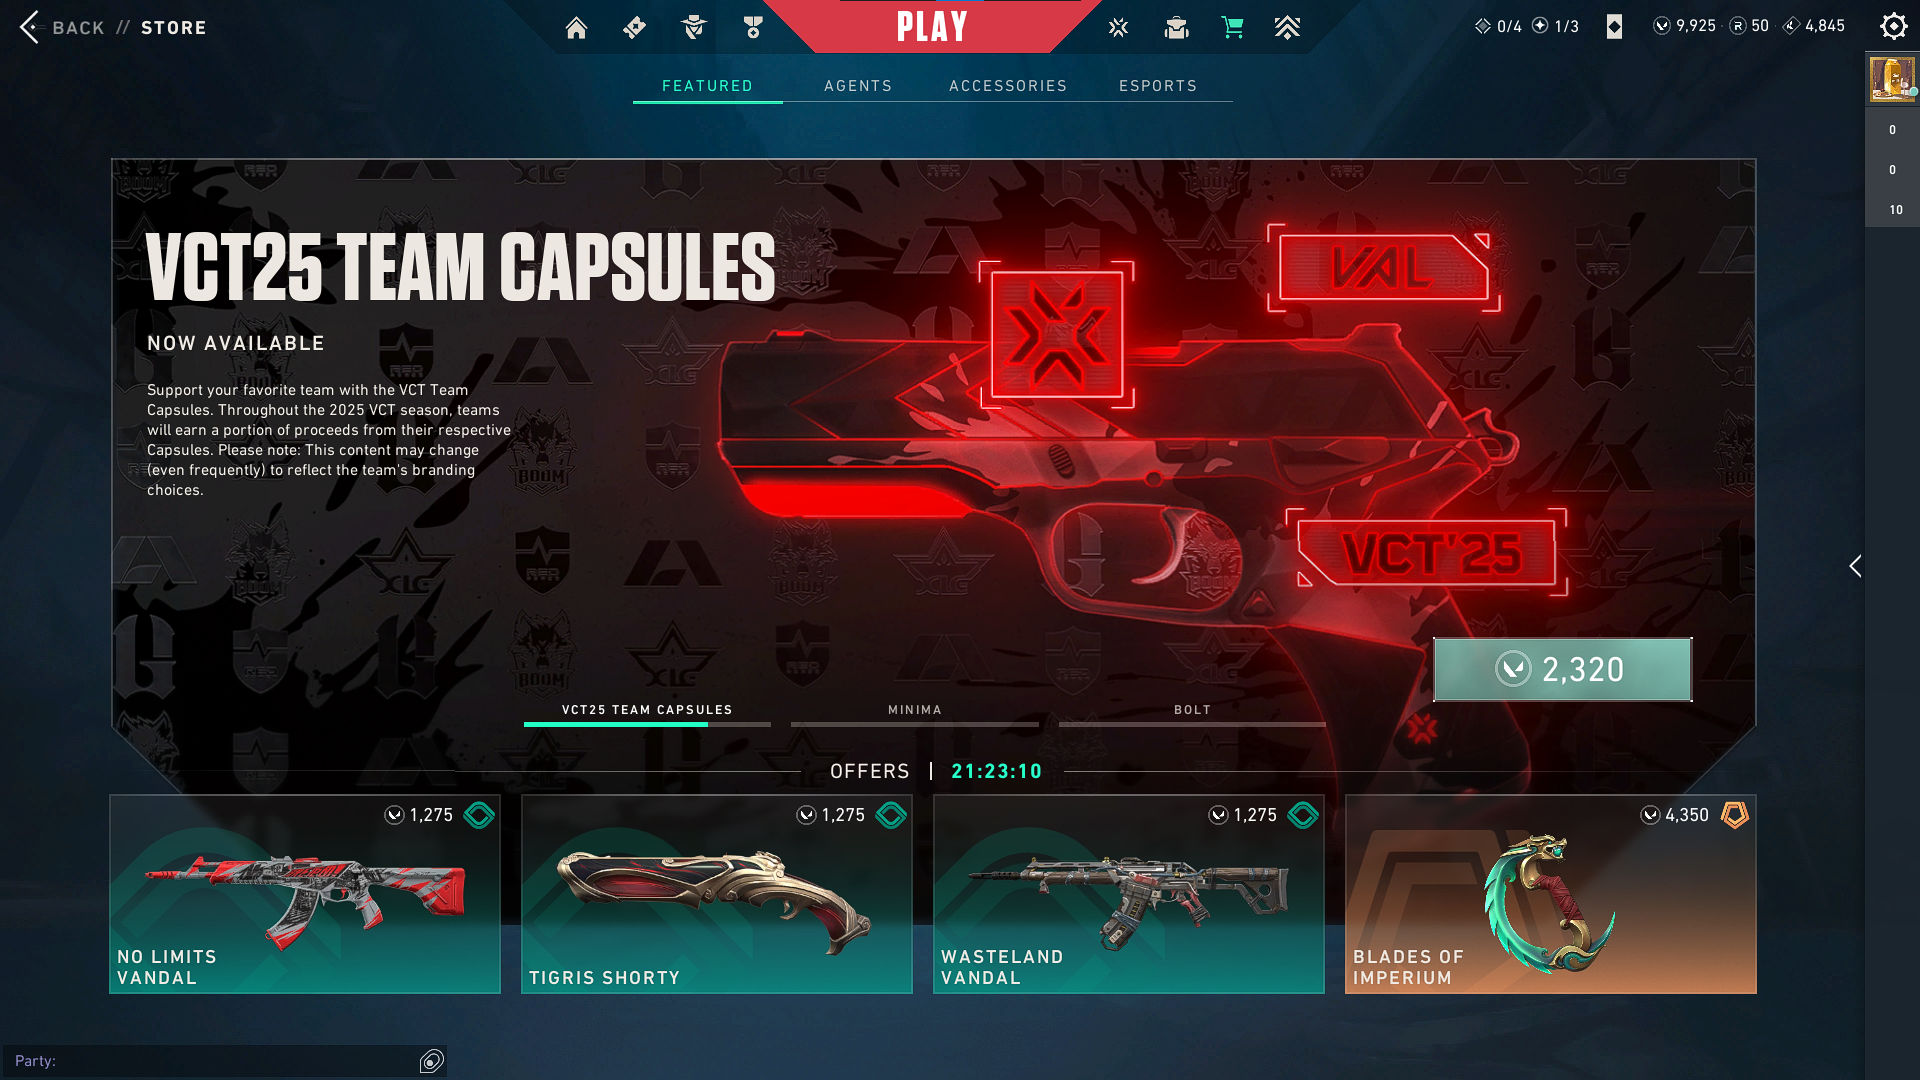 BACK // STORE
PLAY
0/4 1/3
9,925 · R 50 · 4,845
FEATURED
AGENTS
ACCESSORIES
ESPORTS
0
0
10
VCT25 TEAM CAPSULES
NOW AVAILABLE
Support your favorite team with the VCT Team
Capsules. Throughout the 2025 VCT season, teams
will earn a portion of proceeds from their respective
Capsules. Please note: This content may change
(even frequently) to reflect the team's branding
choices.
VAL
VCT'25
2,320
VCT25 TEAM CAPSULES
MINIMA
BOLT
OFFERS | 21:23:10
1,275
NO LIMITS
VANDAL
1,275
TIGRIS SHORTY
1,275
WASTELAND
VANDAL
4,350
BLADES OF
IMPERIUM
Party: